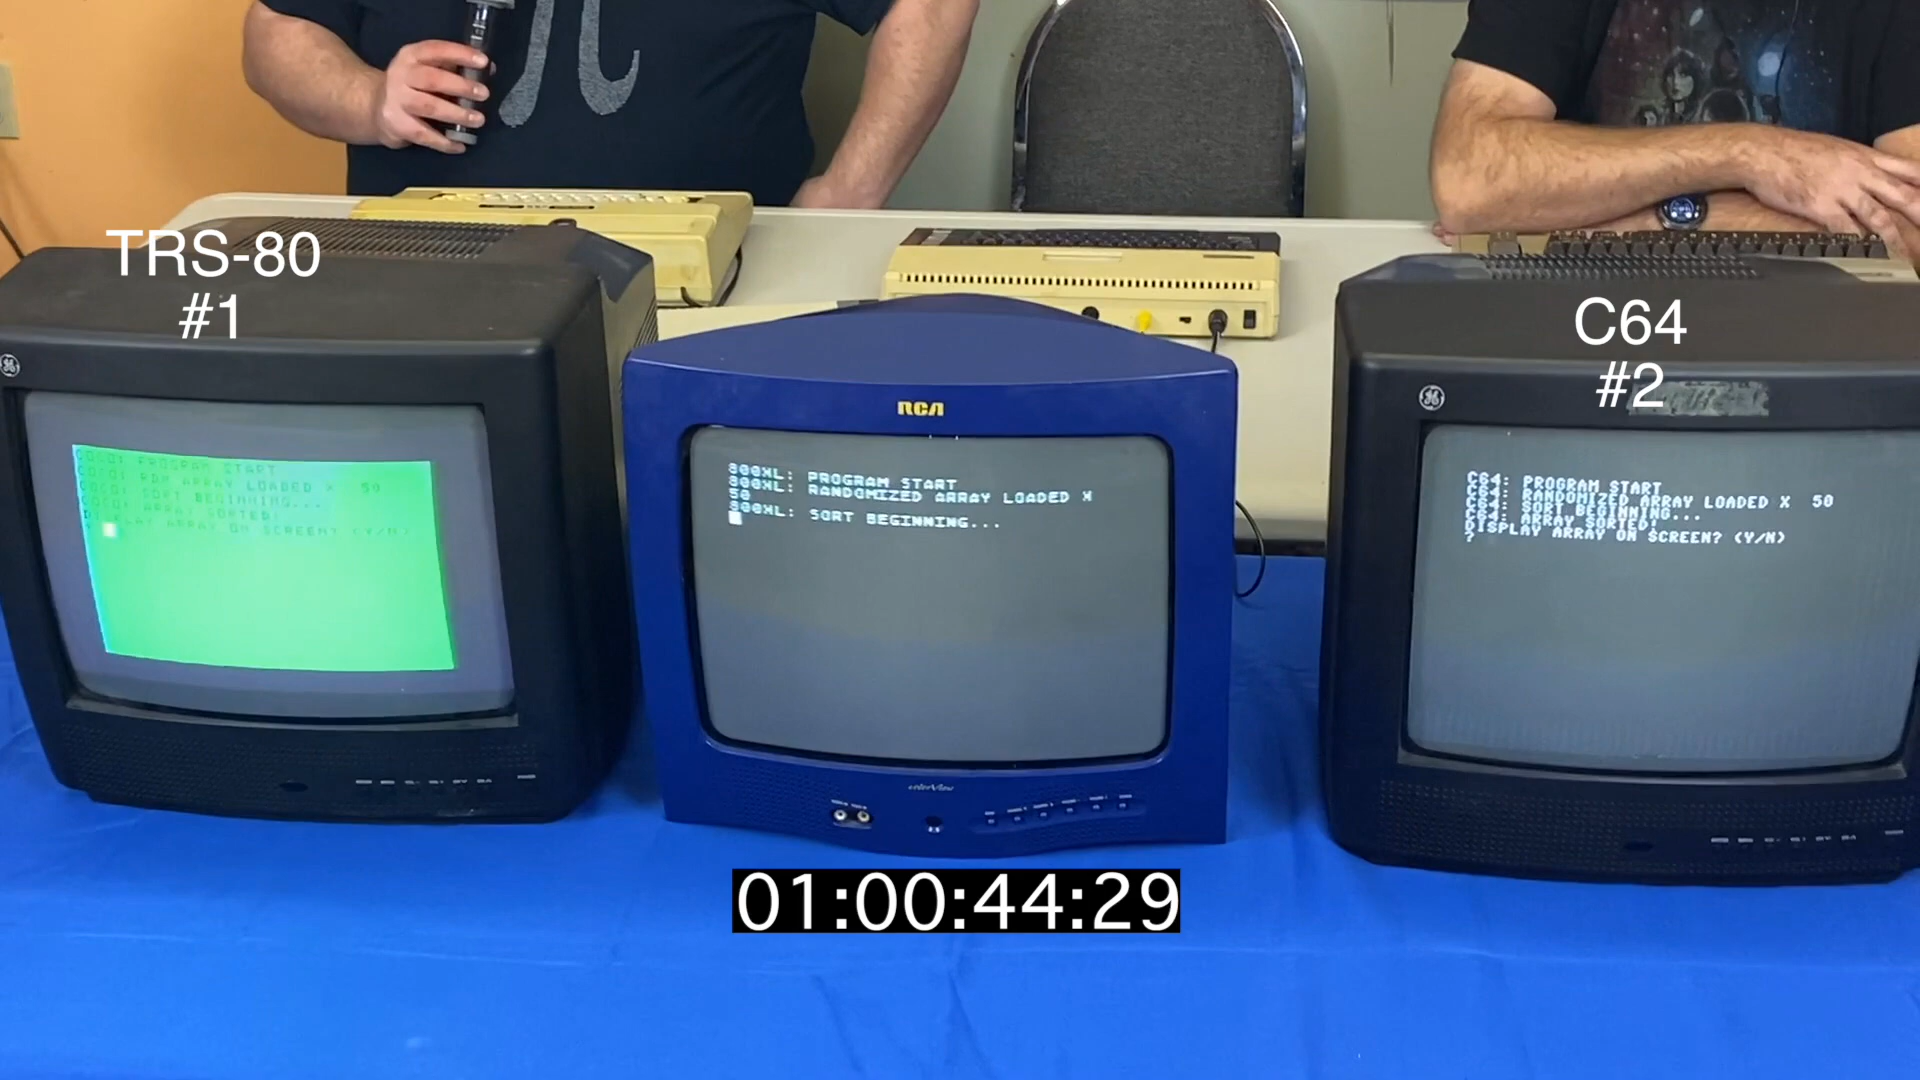 TRS-80
#1
COCO: PROGRAM START
COCO: RDM ARRAY LOADED X 50
COCO: SORT BEGINNING...
COCO: ARRAY SORTED!
DISPLAY ARRAY ON SCREEN? (Y/N)
RCA
800XL: PROGRAM START
800XL: RANDOMIZED ARRAY LOADED X
50
800XL: SORT BEGINNING...
C64
#2
C64: PROGRAM START
C64: RANDOMIZED ARRAY LOADED X 50
C64: SORT BEGINNING...
C64: ARRAY SORTED!
DISPLAY ARRAY ON SCREEN? (Y/N)
?
01:00:44:29